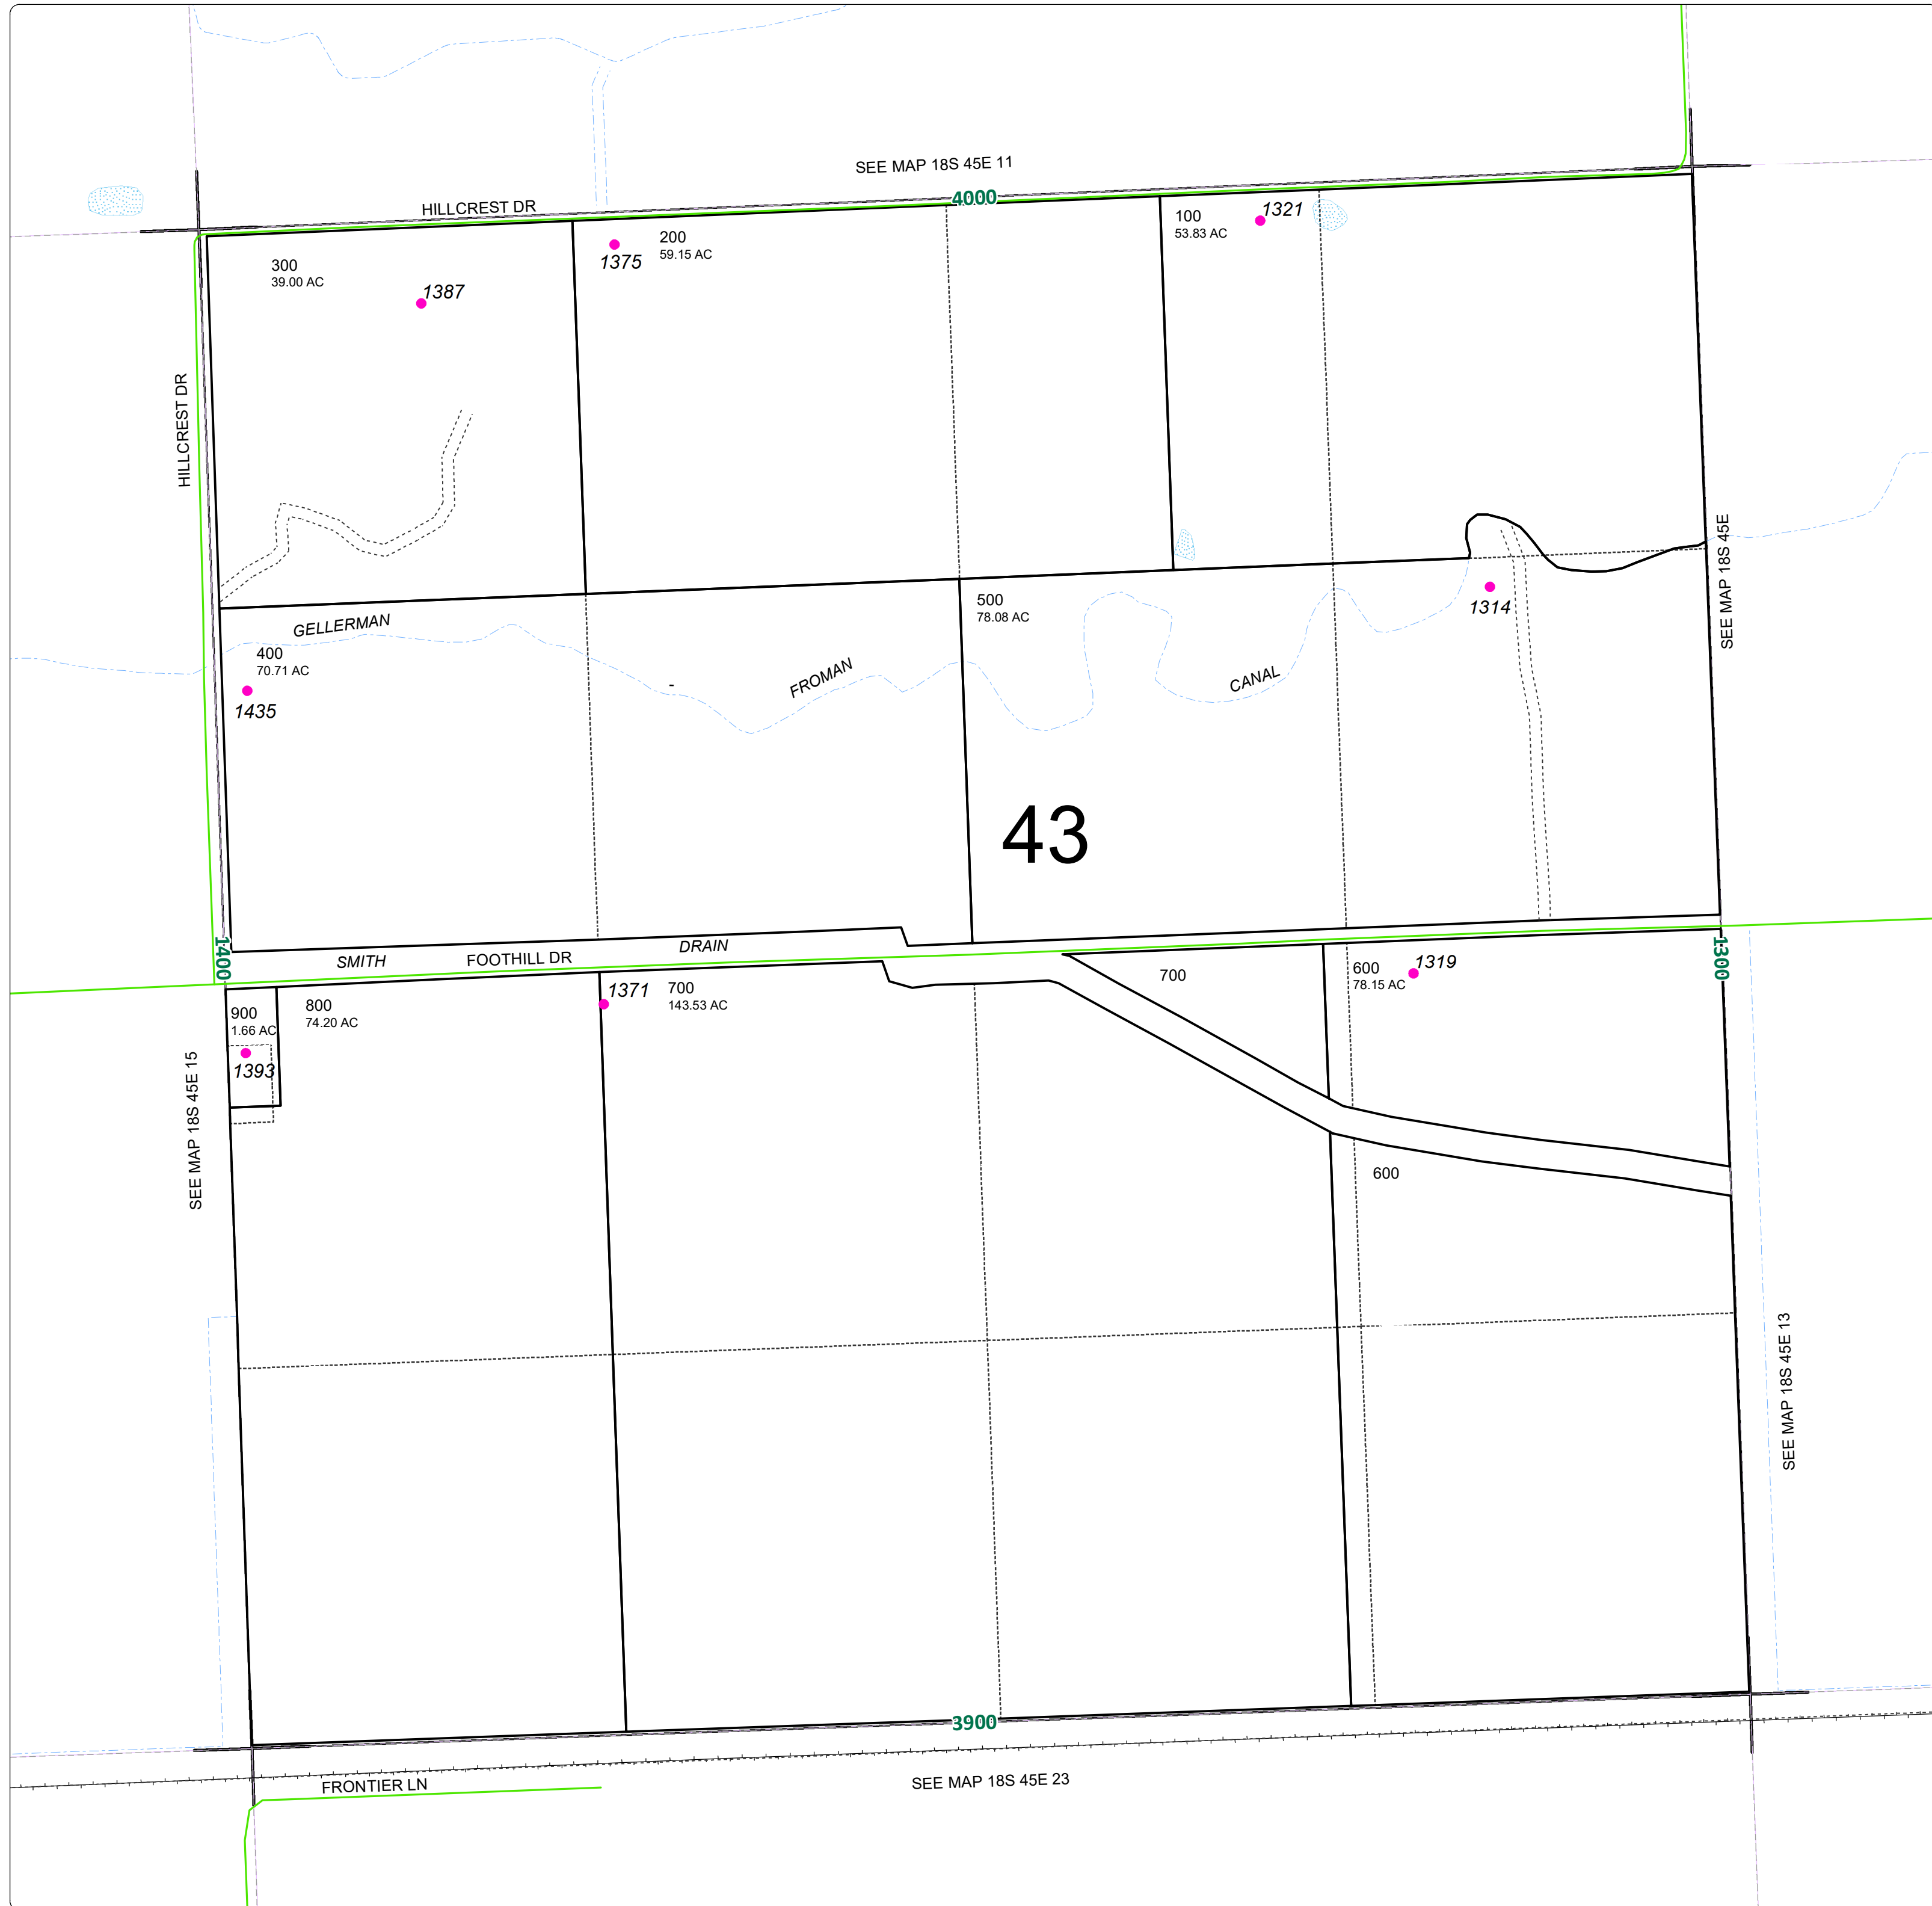 SEE MAP 18S 45E 11
HILLCREST DR
4000
100
53.83 AC
1321
200
59.15 AC
1375
300
39.00 AC
1387
HILLCREST DR
SEE MAP 18S 45E
500
78.08 AC
1314
GELLERMAN
-
FROMAN
CANAL
400
70.71 AC
1435
43
1400
SMITH
FOOTHILL DR
DRAIN
1300
700
600
78.15 AC
1319
900
1.66 AC
1393
800
74.20 AC
1371
700
143.53 AC
SEE MAP 18S 45E 15
600
SEE MAP 18S 45E 13
3900
FRONTIER LN
SEE MAP 18S 45E 23